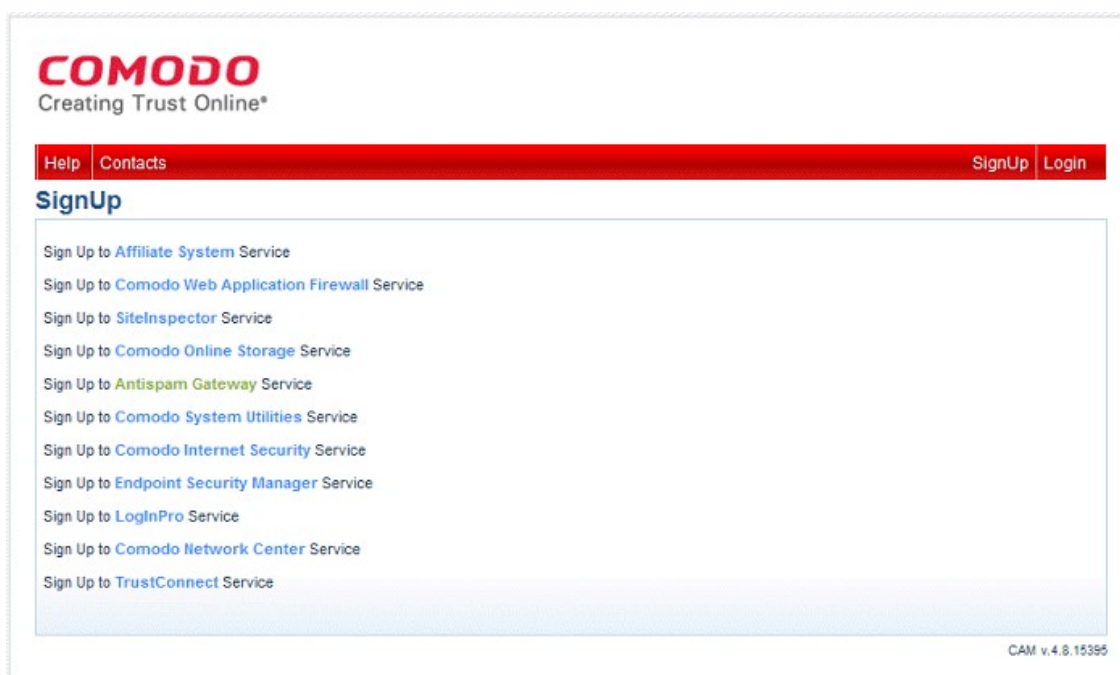 COMODO
Creating Trust Online®
Help Contacts SignUp Login
SignUp
Sign Up to Affiliate System Service
Sign Up to Comodo Web Application Firewall Service
Sign Up to SiteInspector Service
Sign Up to Comodo Online Storage Service
Sign Up to Antispam Gateway Service
Sign Up to Comodo System Utilities Service
Sign Up to Comodo Internet Security Service
Sign Up to Endpoint Security Manager Service
Sign Up to LogInPro Service
Sign Up to Comodo Network Center Service
Sign Up to TrustConnect Service
CAM v.4.8.15395